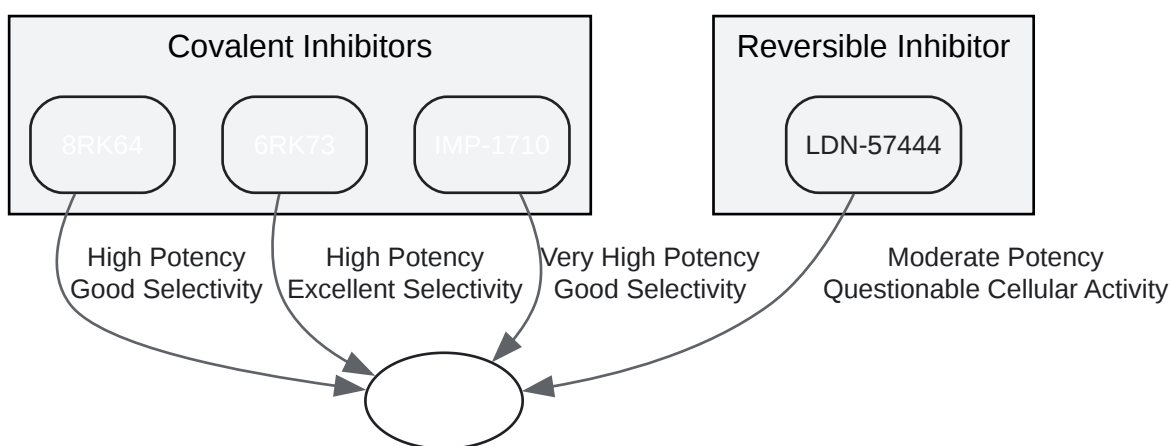 Covalent Inhibitors
Reversible Inhibitor
8RK64
6RK73
IMP-1710
LDN-57444
High Potency
Good Selectivity
High Potency
Excellent Selectivity
Very High Potency
Good Selectivity
Moderate Potency
Questionable Cellular Activity